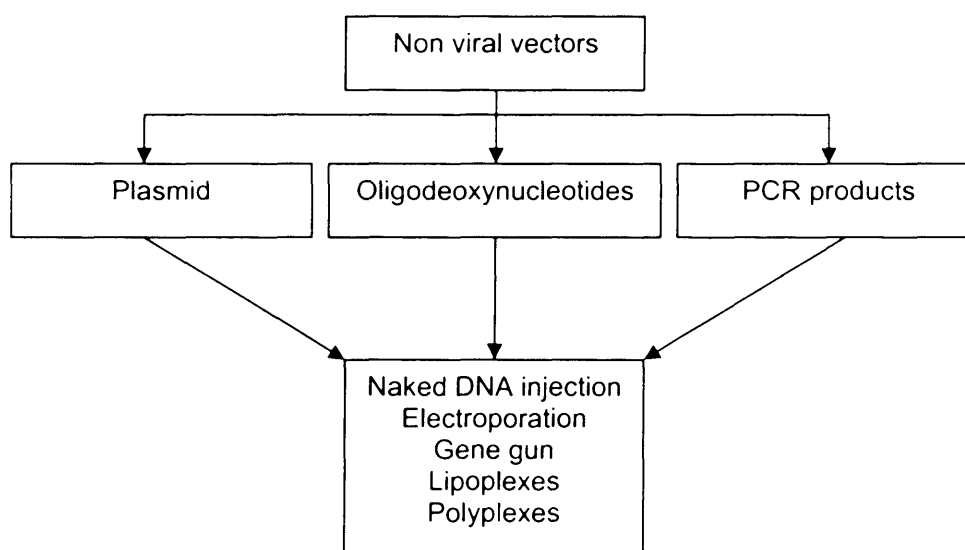 Non viral vectors
Plasmid
Oligodeoxynucleotides
PCR products
Naked DNA injection
Electroporation
Gene gun
Lipoplexes
Polyplexes